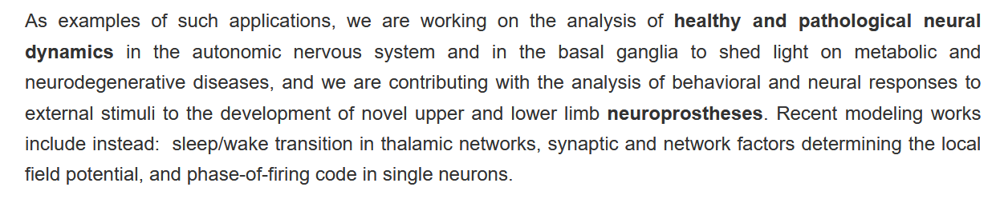 As examples of such applications, we are working on the analysis of healthy and pathological neural
dynamics in the autonomic nervous system and in the basal ganglia to shed light on metabolic and
neurodegenerative diseases, and we are contributing with the analysis of behavioral and neural responses to
external stimuli to the development of novel upper and lower limb neuroprostheses. Recent modeling works
include instead:  sleep/wake transition in thalamic networks, synaptic and network factors determining the local
field potential, and phase-of-firing code in single neurons.